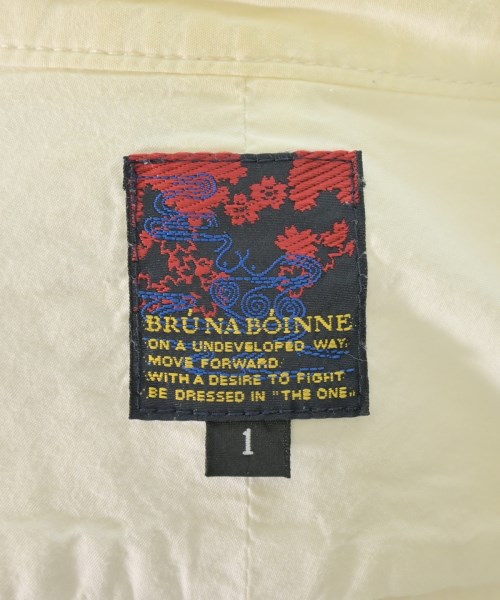 BRÚ NA BÓINNE
ON A UNDEVELOPED WAY.
MOVE FORWARD.
WITH A DESIRE TO FIGHT
BE DRESSED IN "THE ONE„
1